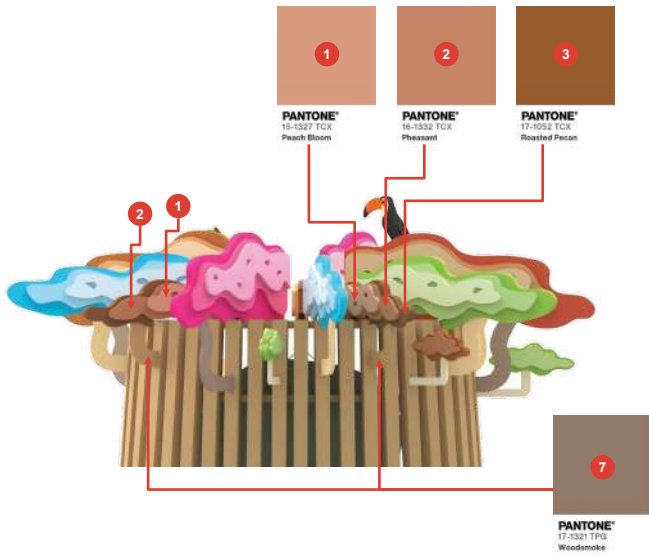 1
2
3
PANTONE®
15-1327 TCX
Peach Bloom
PANTONE®
16-1332 TCX
Pheasant
PANTONE®
17-1052 TCX
Roasted Pecan
2
1
7
PANTONE®
17-1321 TPG
Woodsmoke